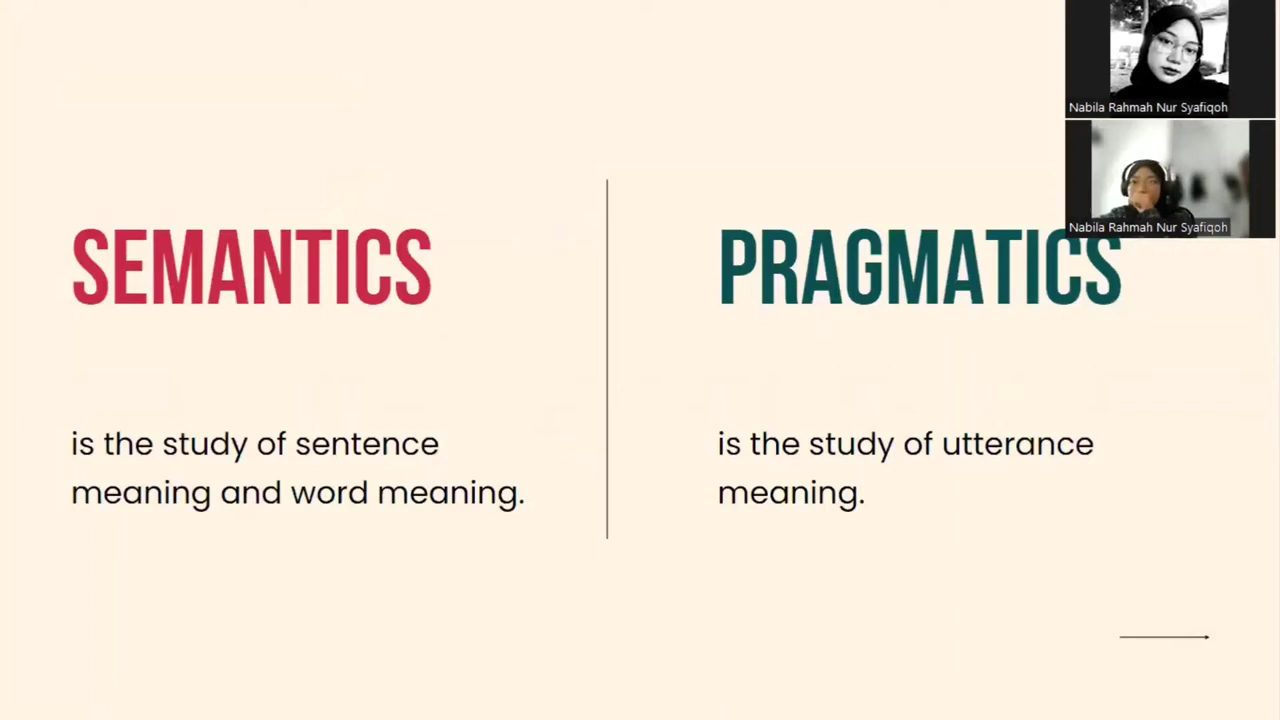 Nabila Rahmah Nur Syafiqoh
Nabila Rahmah Nur Syafiqoh
SEMANTICS
is the study of sentence
meaning and word meaning.
PRAGMATICS
is the study of utterance
meaning.